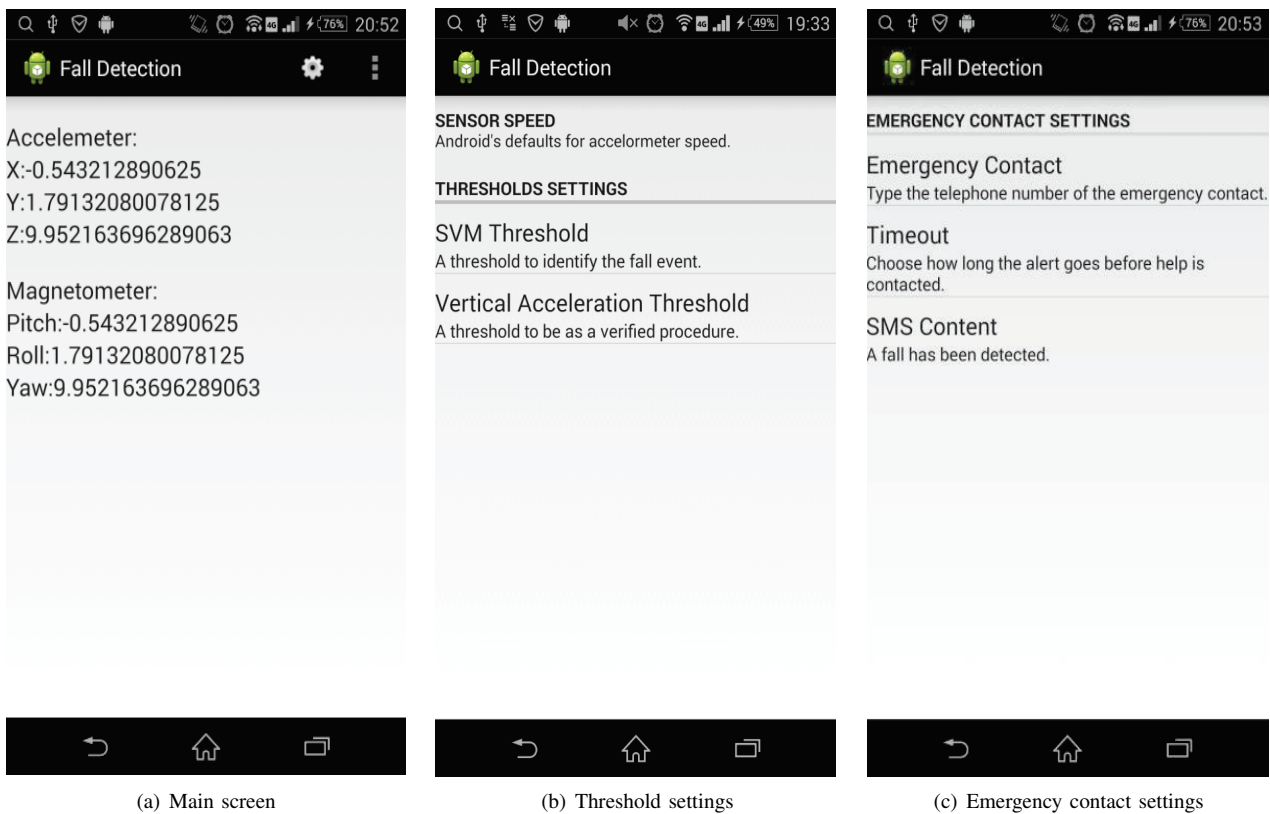 76% 20:52
Fall Detection
Accelemeter:
X:-0.543212890625
Y:1.79132080078125
Z:9.952163696289063
Magnetometer:
Pitch:-0.543212890625
Roll:1.79132080078125
Yaw:9.952163696289063
(a) Main screen
4G 49% 19:33
Fall Detection
SENSOR SPEED
Android's defaults for accelormeter speed.
THRESHOLDS SETTINGS
SVM Threshold
A threshold to identify the fall event.
Vertical Acceleration Threshold
A threshold to be as a verified procedure.
(b) Threshold settings
4G 76% 20:53
Fall Detection
EMERGENCY CONTACT SETTINGS
Emergency Contact
Type the telephone number of the emergency contact.
Timeout
Choose how long the alert goes before help is
contacted.
SMS Content
A fall has been detected.
(c) Emergency contact settings